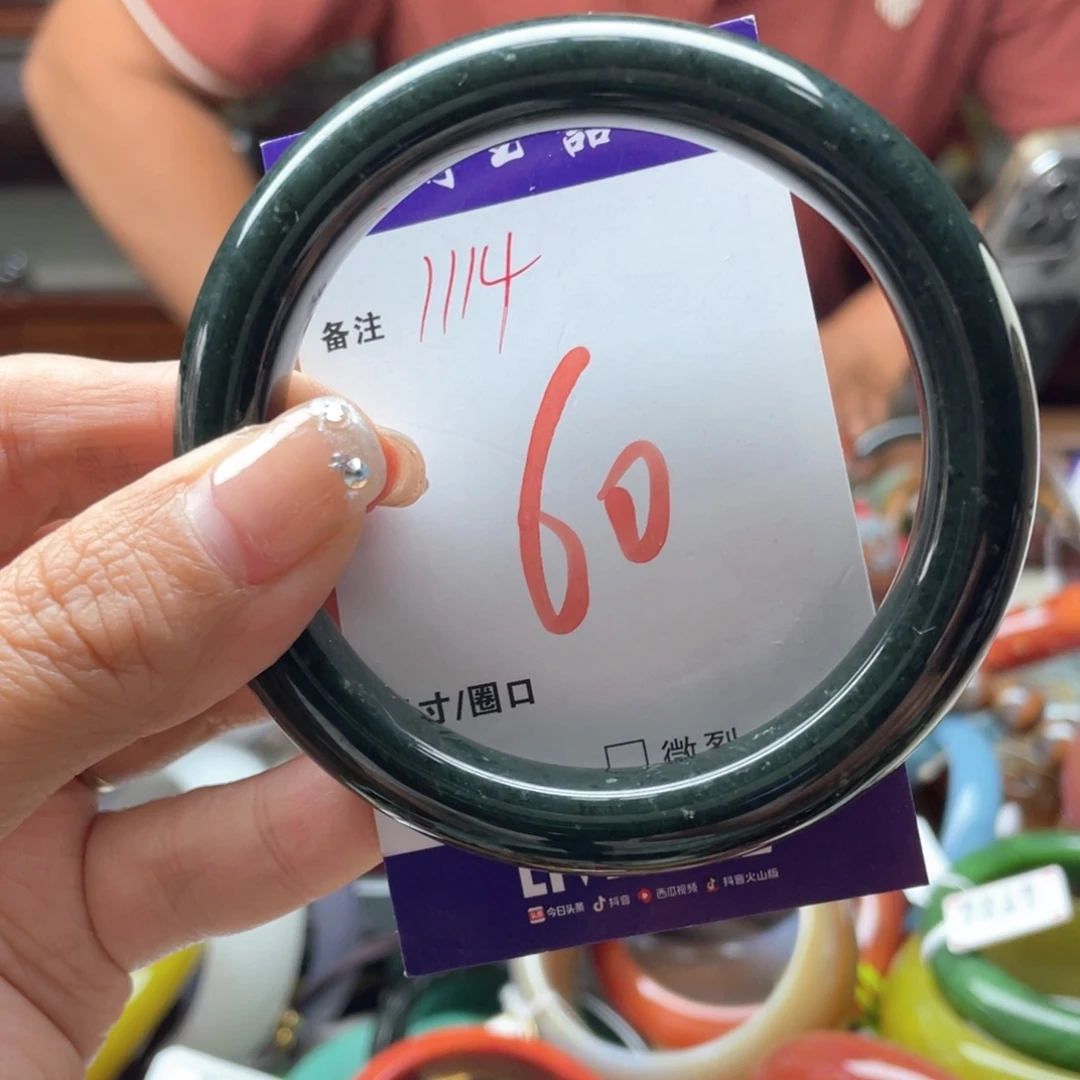 品
备注 1114
60
寸/圈口
微裂
今日头条 抖音 西瓜视频 抖音火山版